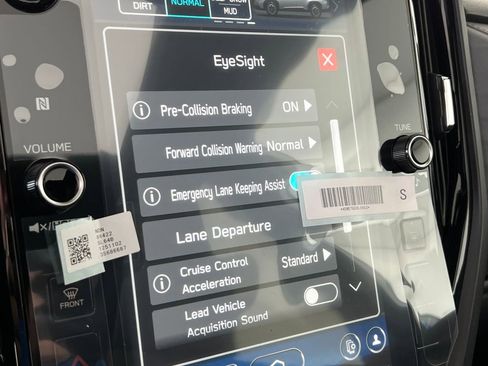 DIRT NORMAL
MUD
EyeSight
Pre-Collision Braking ON
VOLUME
TUNE
Forward Collision Warning Normal
Emergency Lane Keeping Assist
S
Lane Departure
Cruise Control
Acceleration Standard
Lead Vehicle
Acquisition Sound
FRONT